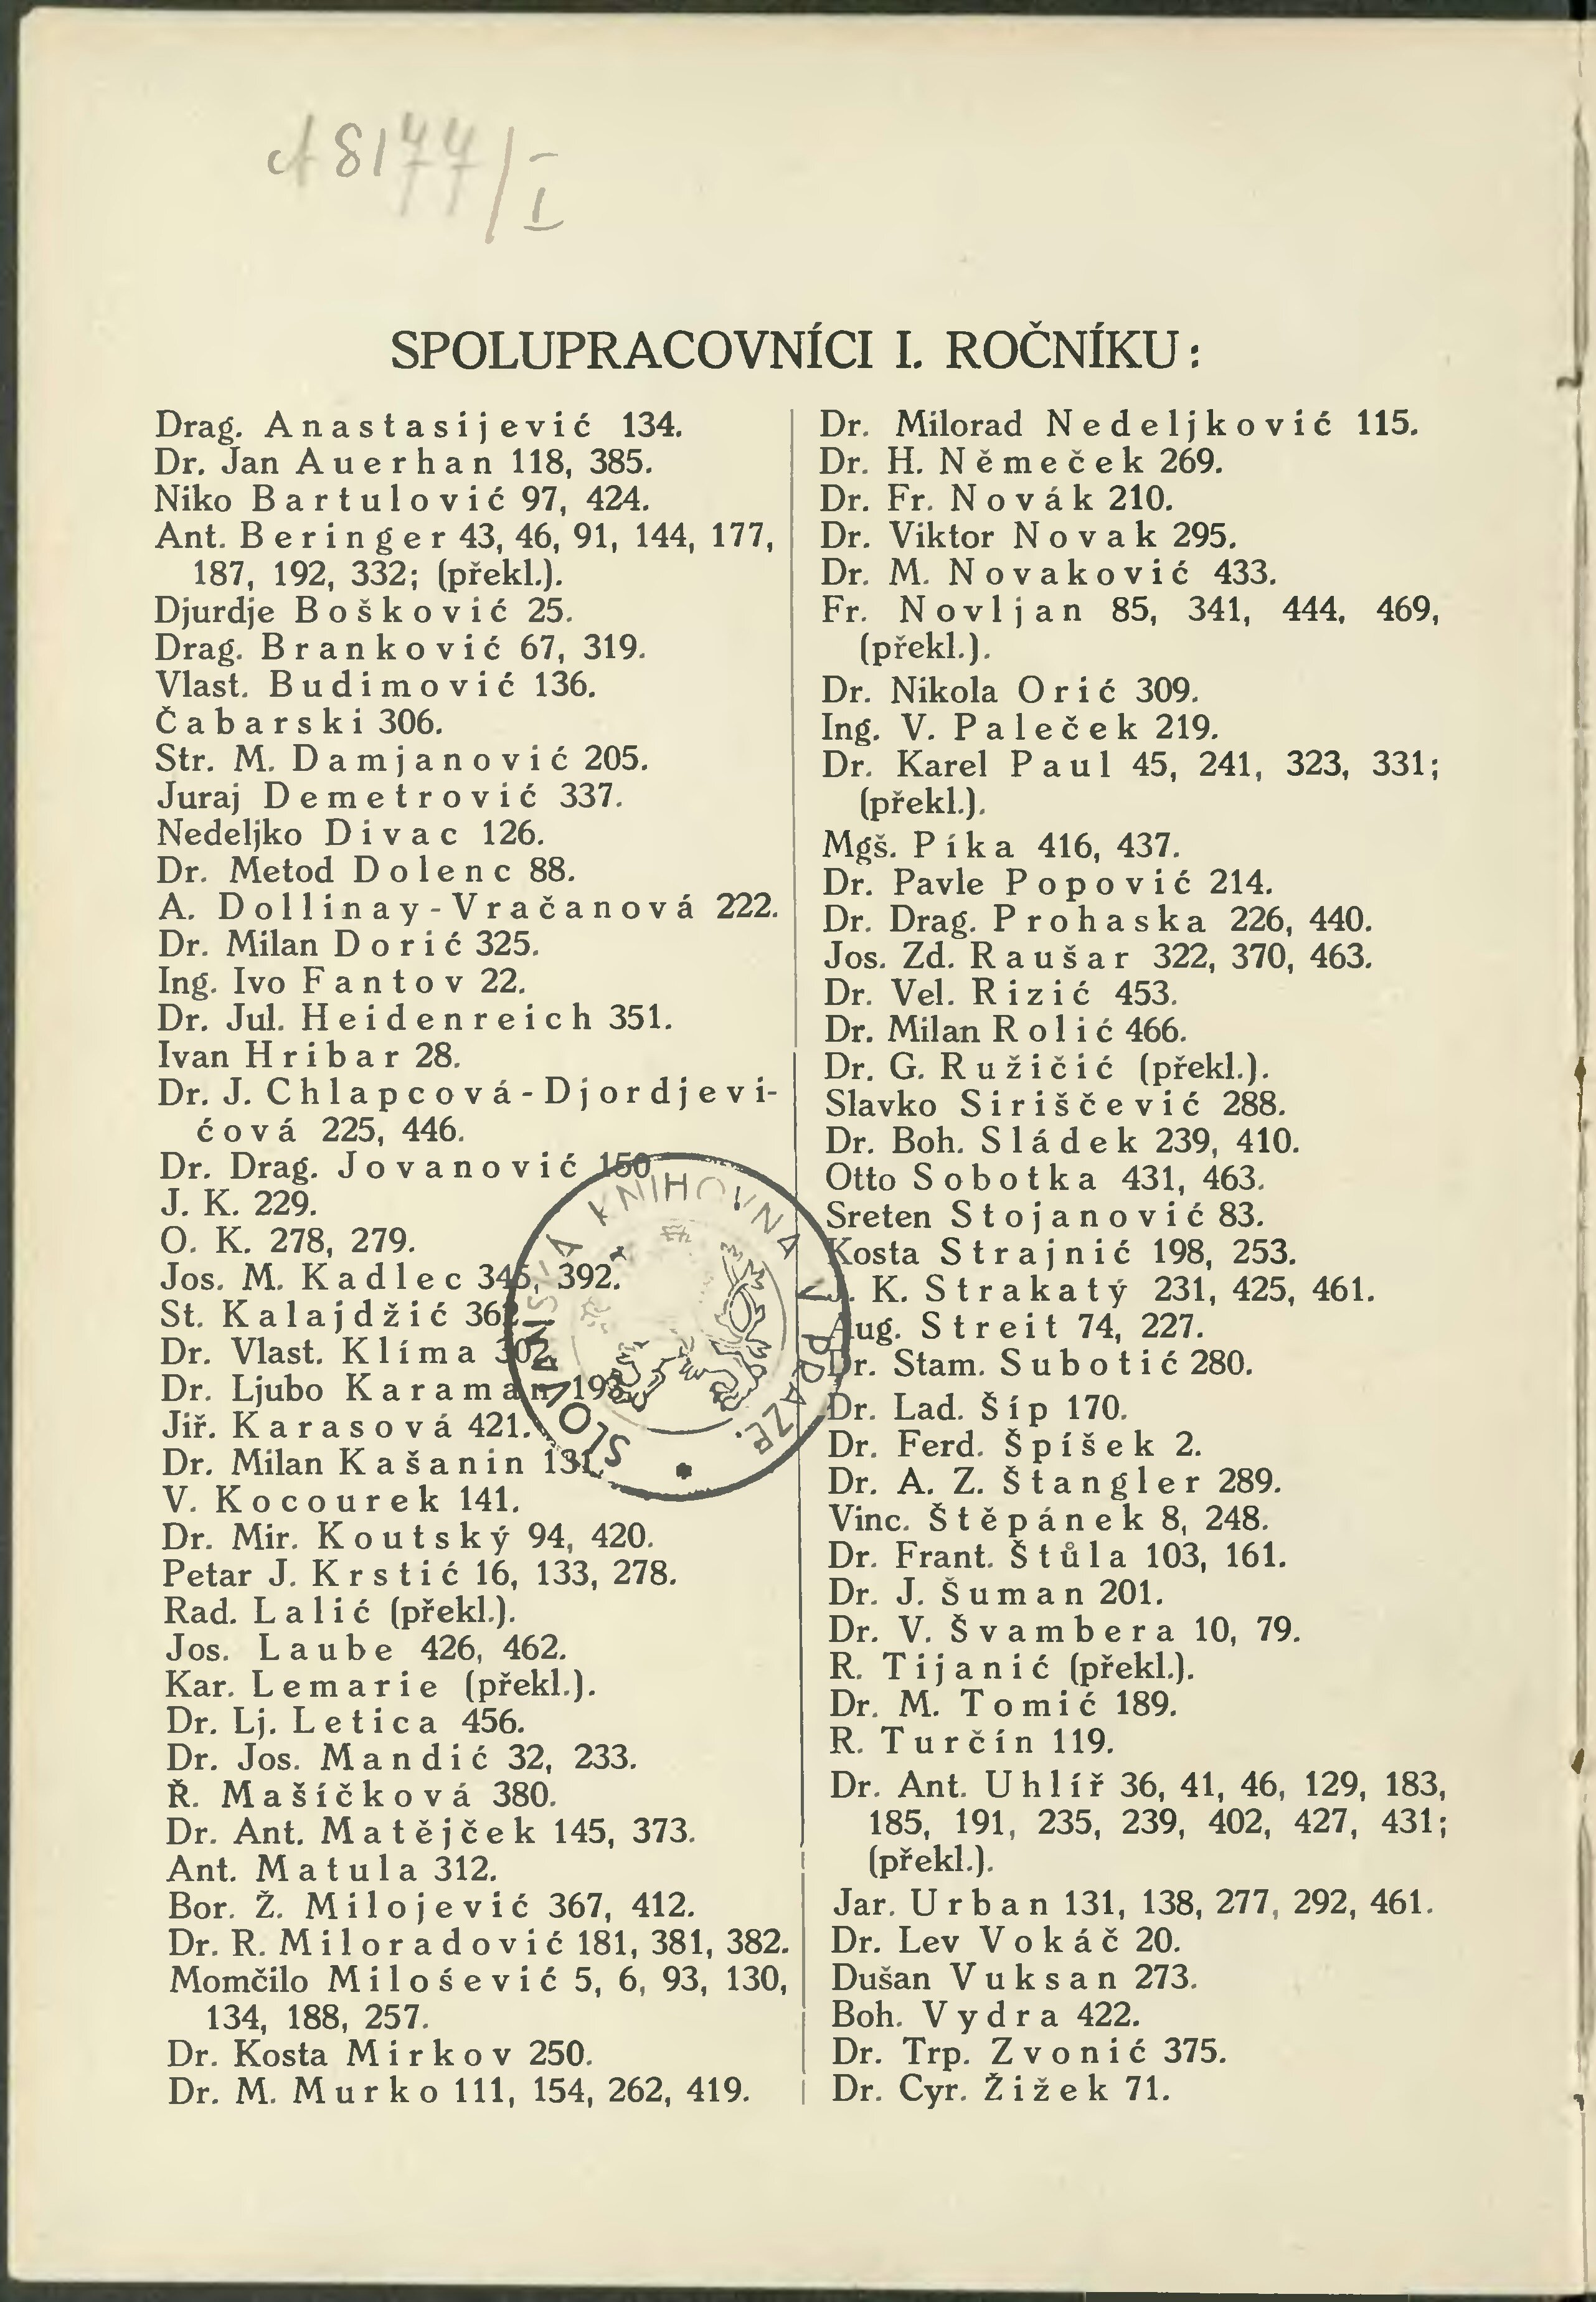 A 8177/I
SPOLUPRACOVNÍCI I. ROČNÍKU:
Drag. Anastasijević 134.
Dr. Jan Auerhan 118, 385.
Niko Bartulović 97, 424.
Ant. Beringer 43, 46, 91, 144, 177,
187, 192, 332; (překl.).
Djurdje Bošković 25.
Drag. Branković 67, 319.
Vlast. Budimović 136.
Čabarski 306.
Str. M. Damjanović 205.
Juraj Demetrović 337.
Nedeljko Divac 126.
Dr. Metod Dolenc 88.
A. Dollinay-Vračanová 222.
Dr. Milan Dorić 325.
Ing. Ivo Fantov 22.
Dr. Jul. Heidenreich 351.
Ivan Hribar 28.
Dr. J. Chlapcová-Djordjevi-
ćová 225, 446.
Dr. Drag. Jovanović 150
J. K. 229.
O. K. 278, 279.
Jos. M. Kadlec 345, 392.
St. Kalajdžić 362.
Dr. Vlast. Klíma 302.
Dr. Ljubo Karaman 193.
Jiř. Karasová 421.
Dr. Milan Kašanin 131.
V. Kocourek 141.
Dr. Mir. Koutský 94, 420.
Petar J. Krstić 16, 133, 278.
Rad. Lalić (překl.).
Jos. Laube 426, 462.
Kar. Lemarie (překl.).
Dr. Lj. Letica 456.
Dr. Jos. Mandić 32, 233.
Ř. Mašíčková 380.
Dr. Ant. Matějček 145, 373.
Ant. Matula 312.
Bor. Ž. Milojević 367, 412.
Dr. R. Miloradović 181, 381, 382.
Momčilo Milośević 5, 6, 93, 130,
134, 188, 257.
Dr. Kosta Mirkov 250.
Dr. M. Murko 111, 154, 262, 419.
Dr. Milorad Nedeljković 115.
Dr. H. Němeček 269.
Dr. Fr. Novák 210.
Dr. Viktor Novak 295.
Dr. M. Novaković 433.
Fr. Novljan 85, 341, 444, 469,
(překl.).
Dr. Nikola Orić 309.
Ing. V. Paleček 219.
Dr. Karel Paul 45, 241, 323, 331;
(překl.).
Mgš. Píka 416, 437.
Dr. Pavle Popović 214.
Dr. Drag. Prohaska 226, 440.
Jos. Zd. Raušar 322, 370, 463.
Dr. Vel. Rizić 453.
Dr. Milan Rolić 466.
Dr. G. Ružičić (překl.).
Slavko Siriščević 288.
Dr. Boh. Sládek 239, 410.
Otto Sobotka 431, 463.
Sreten Stojanović 83.
Kosta Strajnić 198, 253.
J. K. Strakatý 231, 425, 461.
Aug. Streit 74, 227.
Dr. Stam. Subotić 280.
Dr. Lad. Šíp 170.
Dr. Ferd. Špíšek 2.
Dr. A. Z. Štangler 289.
Vinc. Štěpánek 8, 248.
Dr. Frant. Štůla 103, 161.
Dr. J. Šuman 201.
Dr. V. Švambera 10, 79.
R. Tijanić (překl.).
Dr. M. Tomić 189.
R. Turčín 119.
Dr. Ant. Uhlíř 36, 41, 46, 129, 183,
185, 191, 235, 239, 402, 427, 431;
(překl.).
Jar. Urban 131, 138, 277, 292, 461.
Dr. Lev Vokáč 20.
Dušan Vuksan 273.
Boh. Vydra 422.
Dr. Trp. Zvonić 375.
Dr. Cyr. Žižek 71.
SLOVANSKÁ KNIHOVNA V PRAZE.